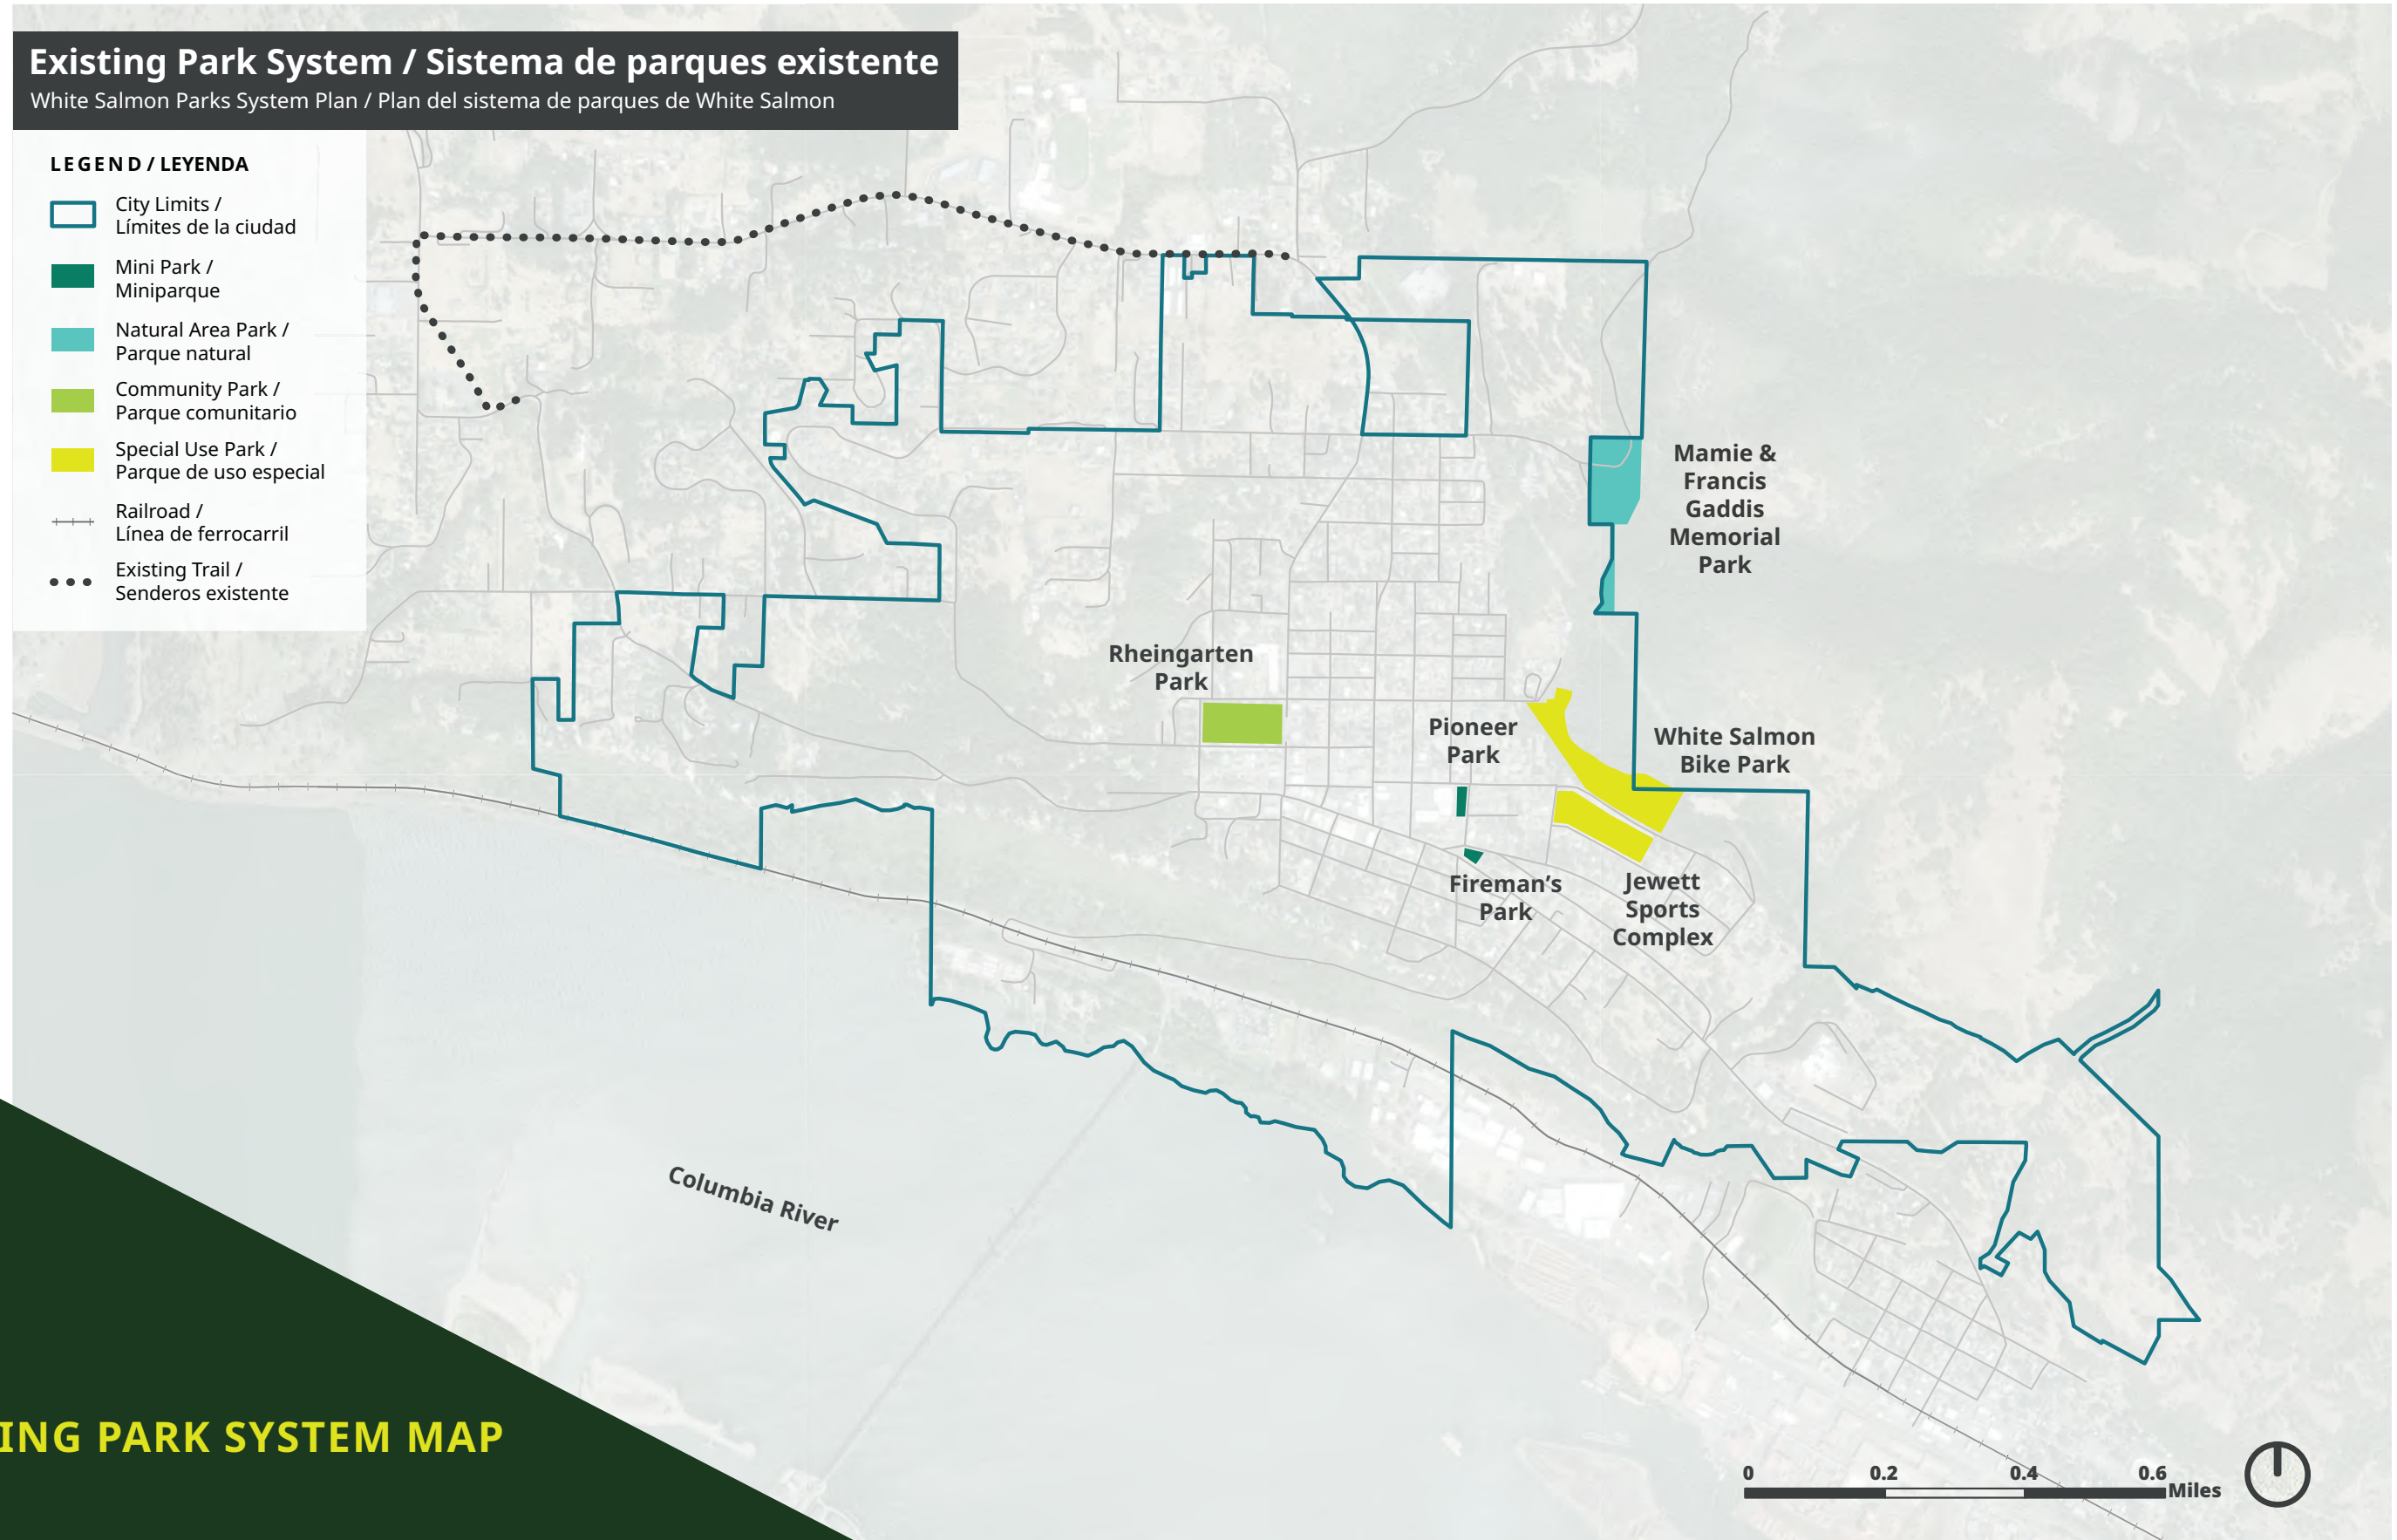 Existing Park System / Sistema de parques existente
White Salmon Parks System Plan / Plan del sistema de parques de White Salmon
LEGEND / LEYENDA
City Limits /
Límites de la ciudad
Mini Park /
Miniparque
Natural Area Park /
Parque natural
Community Park /
Parque comunitario
Special Use Park /
Parque de uso especial
Railroad /
Línea de ferrocarril
Existing Trail /
Senderos existente
Mamie &
Francis
Gaddis
Memorial
Park
Rheingarten
Park
Pioneer
Park
White Salmon
Bike Park
Fireman’s
Park
Jewett
Sports
Complex
Columbia River
ING PARK SYSTEM MAP
0 0.2 0.4 0.6
Miles